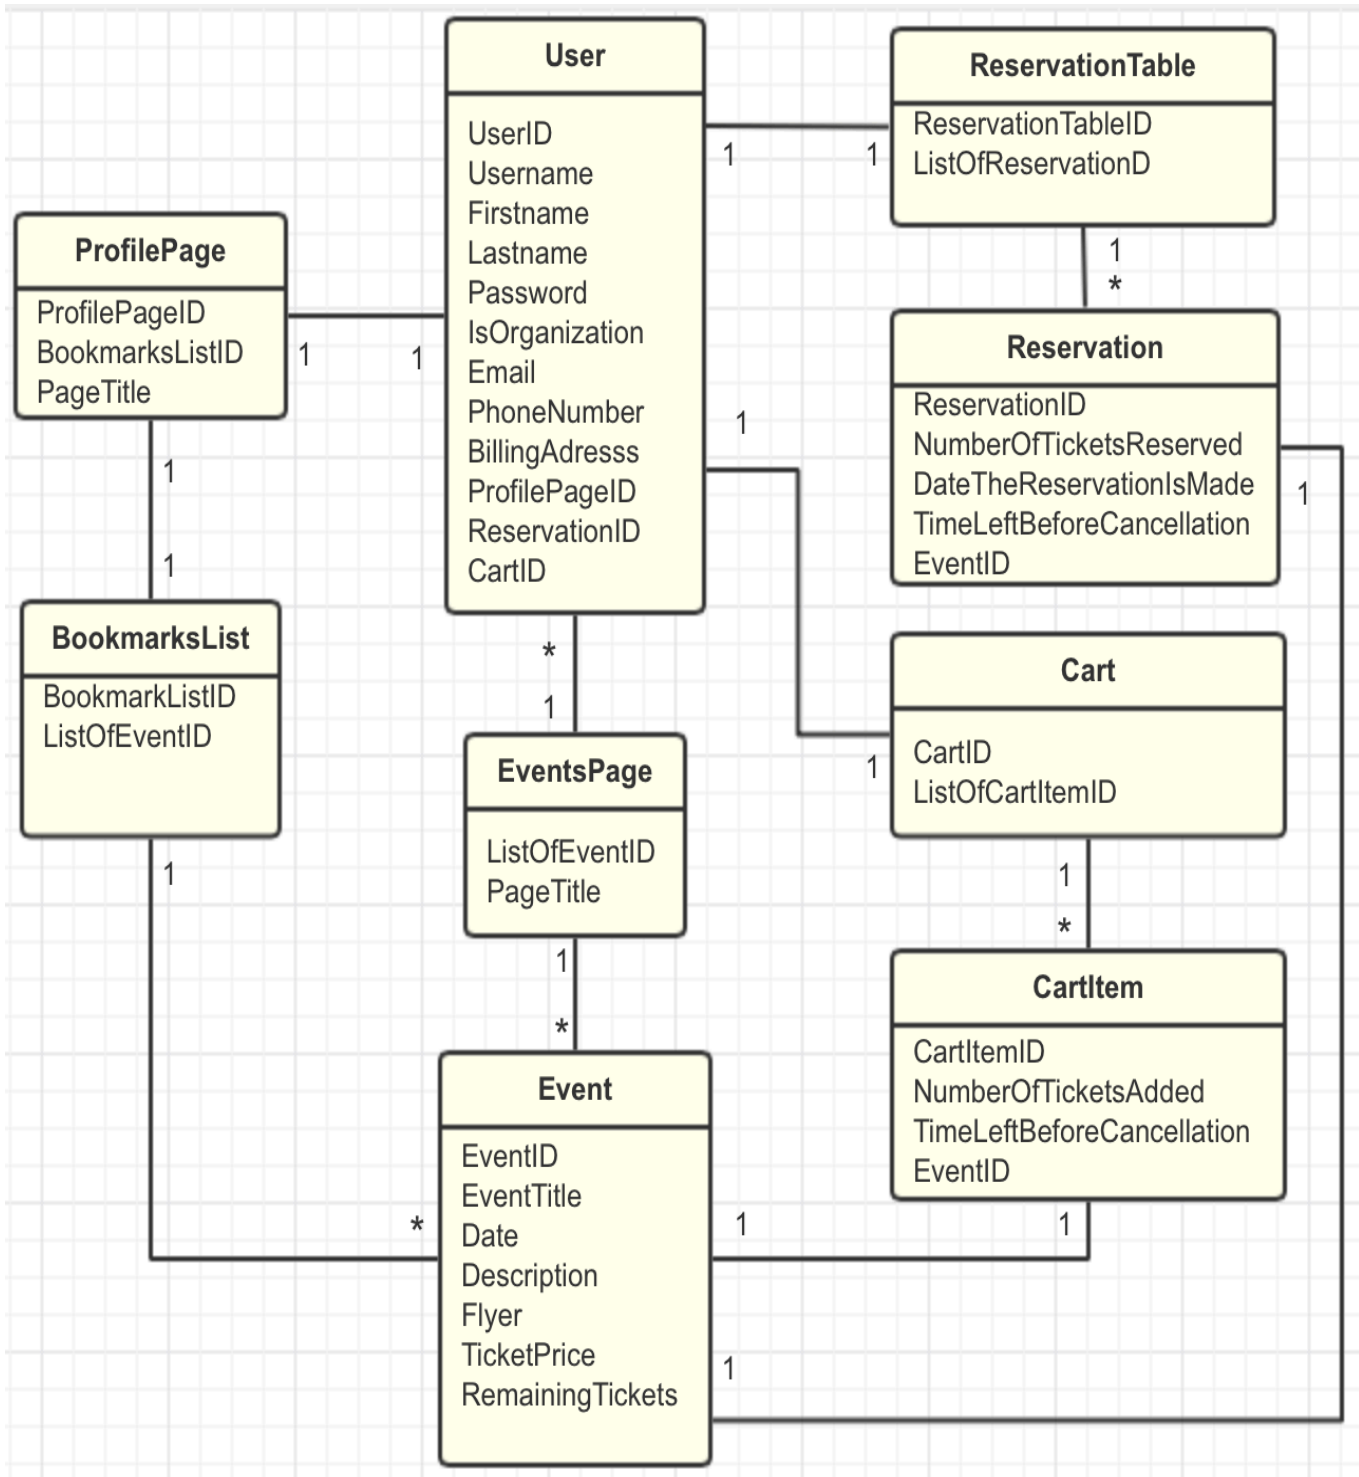 User
UserID
Username
Firstname
Lastname
Password
IsOrganization
Email
PhoneNumber
BillingAdresss
ProfilePageID
ReservationID
CartID
ReservationTable
ReservationTableID
ListOfReservationD
1
1
1
*
ProfilePage
ProfilePageID
BookmarksListID
PageTitle
1
1
1
1
Reservation
ReservationID
NumberOfTicketsReserved
DateTheReservationIsMade
TimeLeftBeforeCancellation
EventID
1
1
BookmarksList
BookmarkListID
ListOfEventID
1
*
1
EventsPage
ListOfEventID
PageTitle
1
*
Cart
CartID
ListOfCartItemID
1
1
*
CartItem
CartItemID
NumberOfTicketsAdded
TimeLeftBeforeCancellation
EventID
1
Event
EventID
EventTitle
Date
Description
Flyer
TicketPrice
RemainingTickets
*
1
1